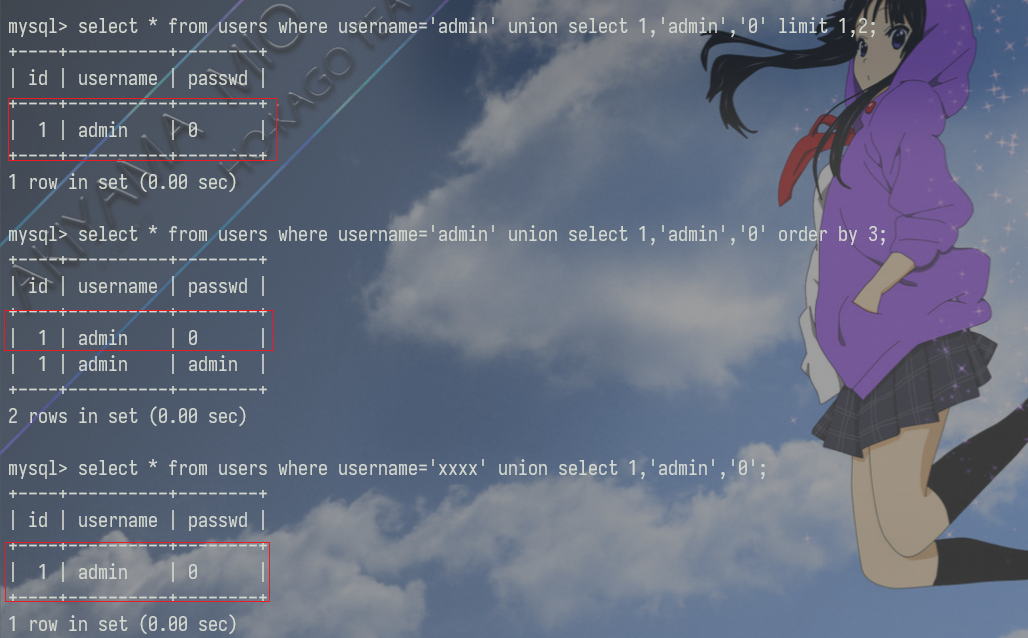 mysql> select * from users where username='admin' union select 1,'admin','0' limit 1,2;
+----+----------+--------+
| id | username | passwd |
+----+----------+--------+
|  1 | admin    | 0      |
+----+----------+--------+
1 row in set (0.00 sec)
mysql> select * from users where username='admin' union select 1,'admin','0' order by 3;
+----+----------+--------+
| id | username | passwd |
+----+----------+--------+
|  1 | admin    | 0      |
|  1 | admin    | admin  |
+----+----------+--------+
2 rows in set (0.00 sec)
mysql> select * from users where username='xxxx' union select 1,'admin','0';
+----+----------+--------+
| id | username | passwd |
+----+----------+--------+
|  1 | admin    | 0      |
+----+----------+--------+
1 row in set (0.00 sec)
AKIYAMA MIO